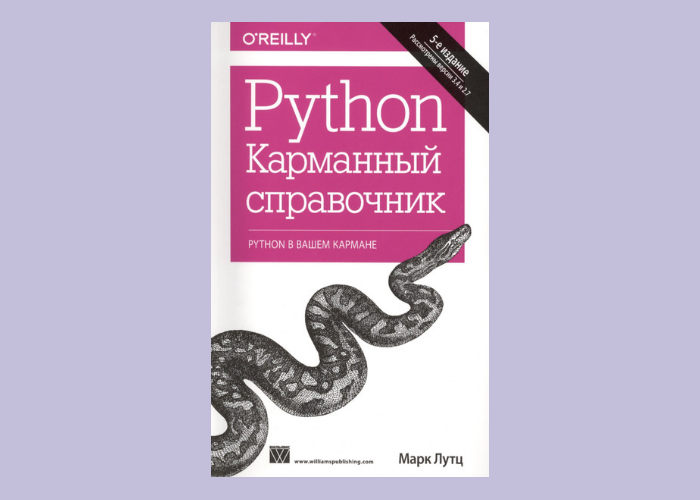 O'REILLY®
5-е издание
Рассмотрены версии 3.4 и 2.7
Python
Карманный
справочник
PYTHON В ВАШЕМ КАРМАНЕ
www.williamspublishing.com
Марк Лутц